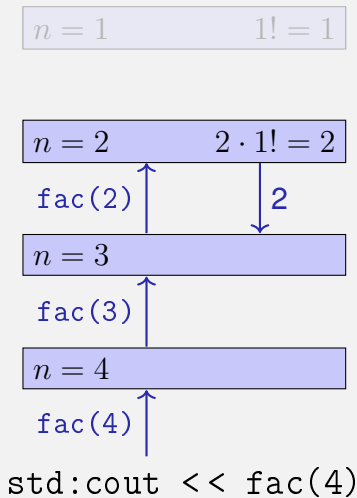 n = 1 1! = 1
n = 2 2 · 1! = 2
fac(2) 2
n = 3
fac(3)
n = 4
fac(4)
std:cout << fac(4)